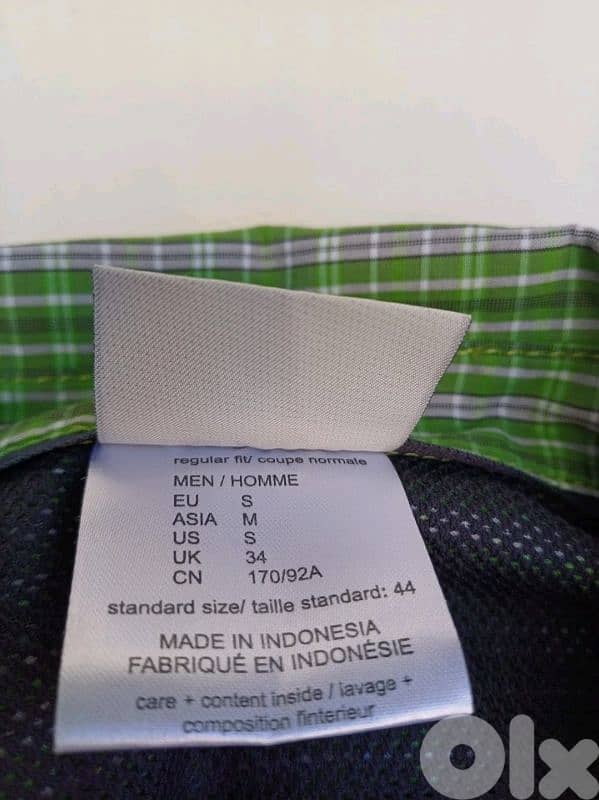 regular fit/ coupe normale
MEN / HOMME
EU S
ASIA M
US S
UK 34
CN 170/92A
standard size/ taille standard: 44
MADE IN INDONESIA
FABRIQUÉ EN INDONÉSIE
care + content inside / lavage +
composition l'interieur
Olx